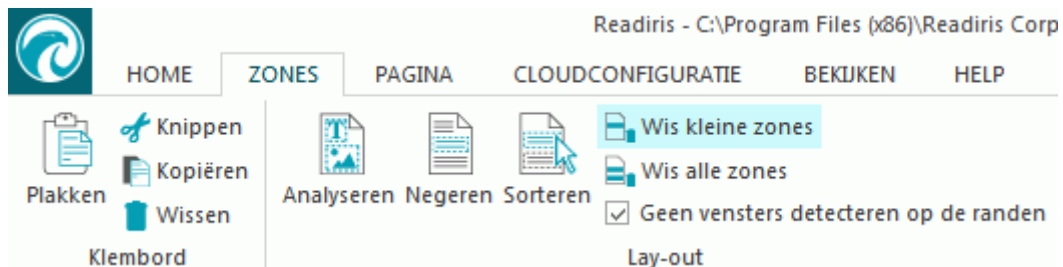 Readiris - C:\Program Files (x86)\Readiris Corp
HOME ZONES PAGINA CLOUDCONFIGURATIE BEKIJKEN HELP
Plakken
Knippen
Kopiëren
Wissen
Klembord
Analyseren Negeren Sorteren
Wis kleine zones
Wis alle zones
Geen vensters detecteren op de randen
Lay-out